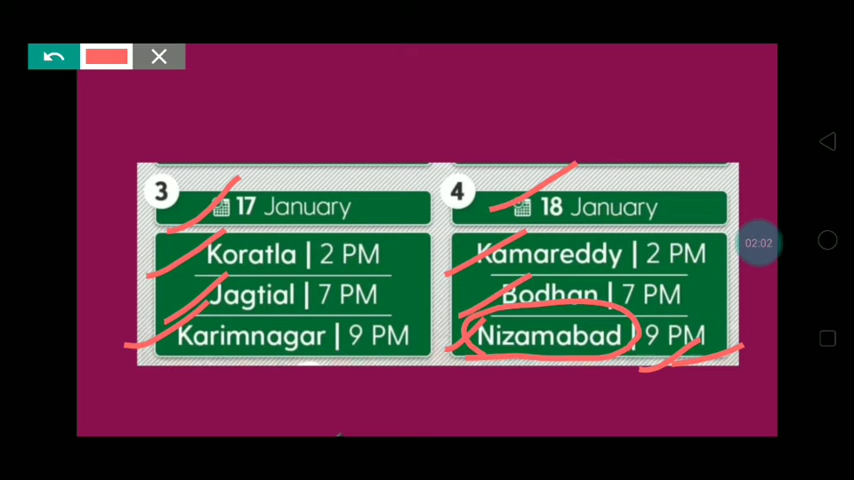 3
17 January
Koratla | 2 PM
Jagtial | 7 PM
Karimnagar | 9 PM
4
18 January
Kamareddy | 2 PM
Bodhan | 7 PM
Nizamabad | 9 PM
02:02